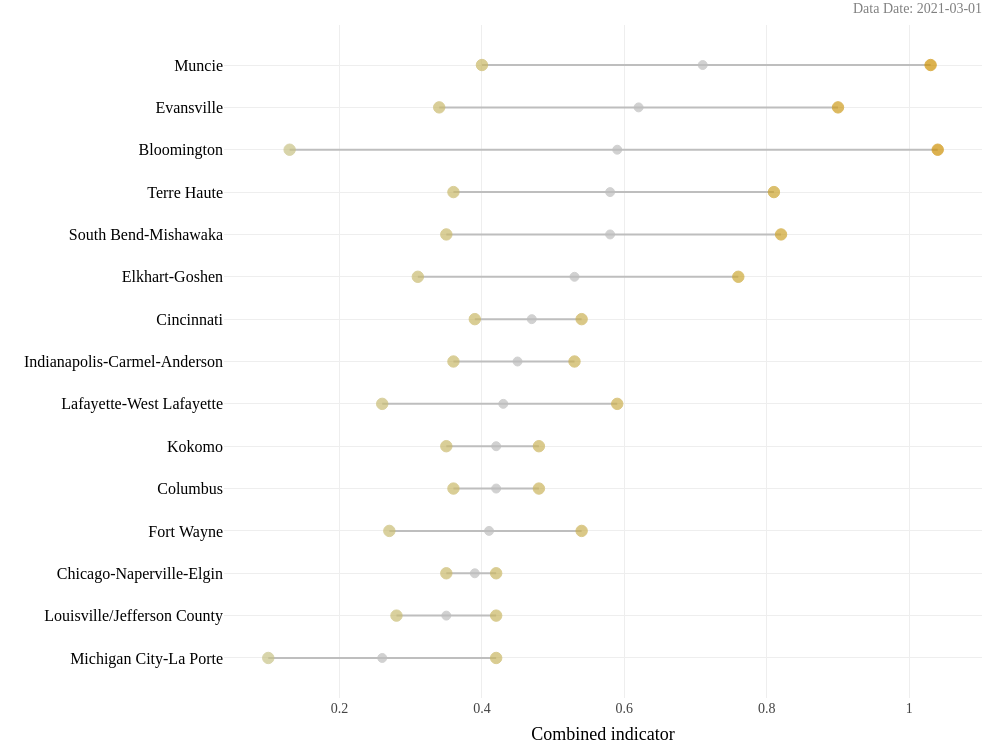 Data Date: 2021-03-01
Muncie
Evansville
Bloomington
Terre Haute
South Bend-Mishawaka
Elkhart-Goshen
Cincinnati
Indianapolis-Carmel-Anderson
Lafayette-West Lafayette
Kokomo
Columbus
Fort Wayne
Chicago-Naperville-Elgin
Louisville/Jefferson County
Michigan City-La Porte
0.2 0.4 0.6 0.8 1
Combined indicator